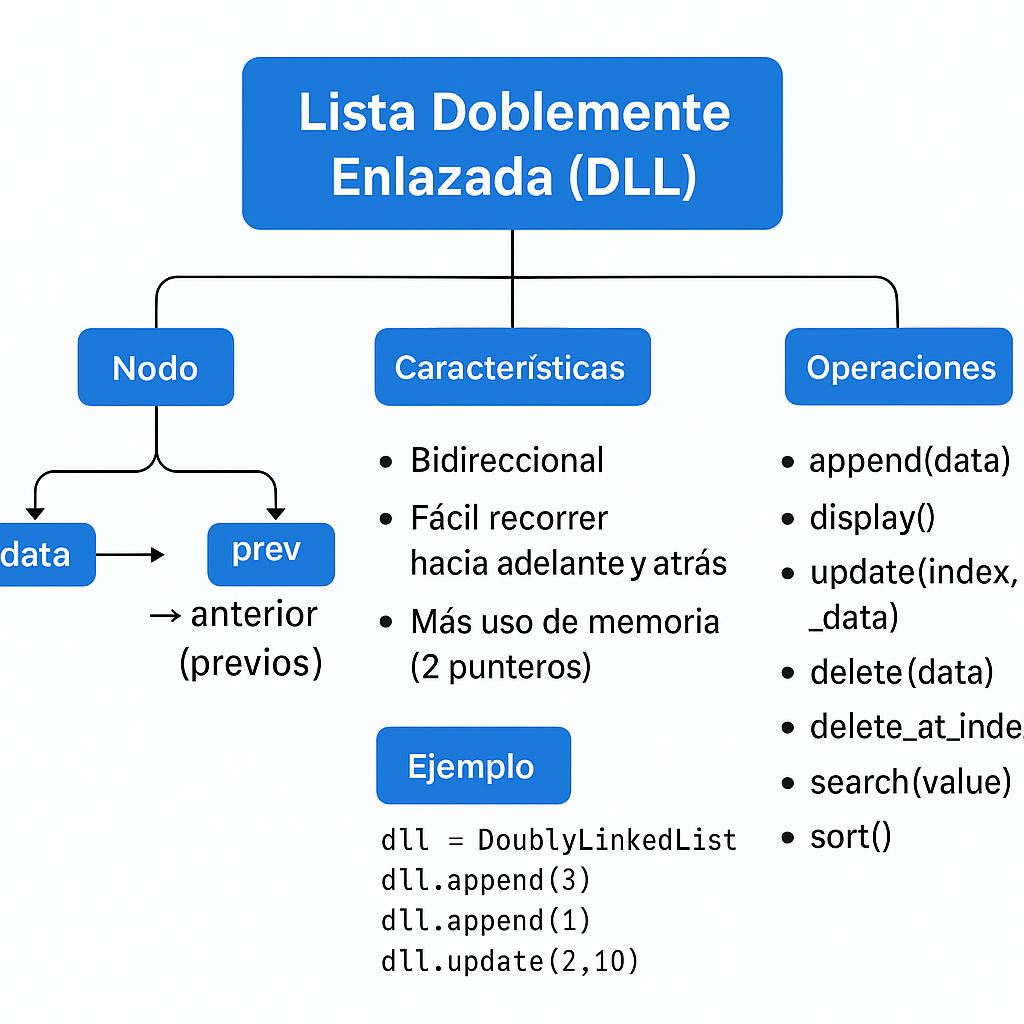 Lista Doblemente
Enlazada (DLL)
Nodo
data
prev
→ anterior
(previos)
Características
• Bidireccional
• Fácil recorrer
hacia adelante y atrás
• Más uso de memoria
(2 punteros)
Ejemplo
dll = DoublyLinkedList
dll.append(3)
dll.append(1)
dll.update(2,10)
Operaciones
• append(data)
• display()
• update(index,
_data)
• delete(data)
• delete_at_inde
• search(value)
• sort()